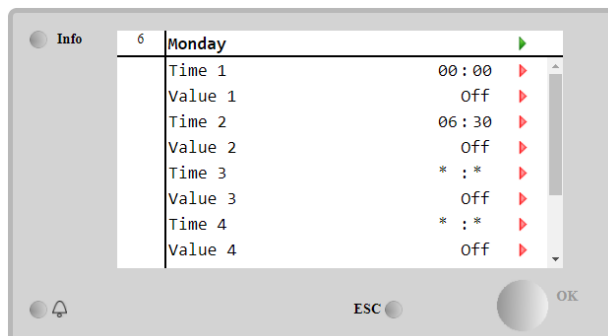 Info
6 Monday
Time 1 00:00
Value 1 Off
Time 2 06:30
Value 2 Off
Time 3 * :*
Value 3 Off
Time 4 * :*
Value 4 Off
ESC
OK